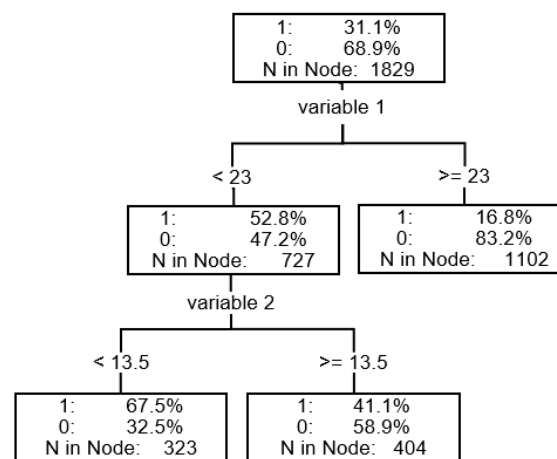 1: 31.1%
0: 68.9%
N in Node: 1829
variable 1
< 23
>= 23
1: 52.8%
0: 47.2%
N in Node: 727
1: 16.8%
0: 83.2%
N in Node: 1102
variable 2
< 13.5
>= 13.5
1: 67.5%
0: 32.5%
N in Node: 323
1: 41.1%
0: 58.9%
N in Node: 404